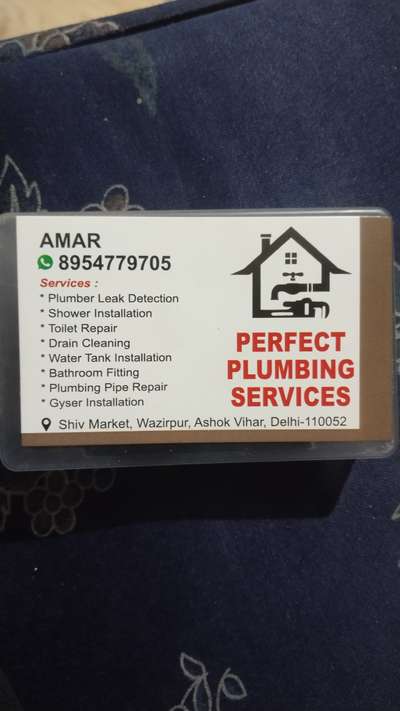 AMAR
8954779705
Services :
* Plumber Leak Detection
* Shower Installation
* Toilet Repair
* Drain Cleaning
* Water Tank Installation
* Bathroom Fitting
* Plumbing Pipe Repair
* Gyser Installation
PERFECT
PLUMBING
SERVICES
Shiv Market, Wazirpur, Ashok Vihar, Delhi-110052